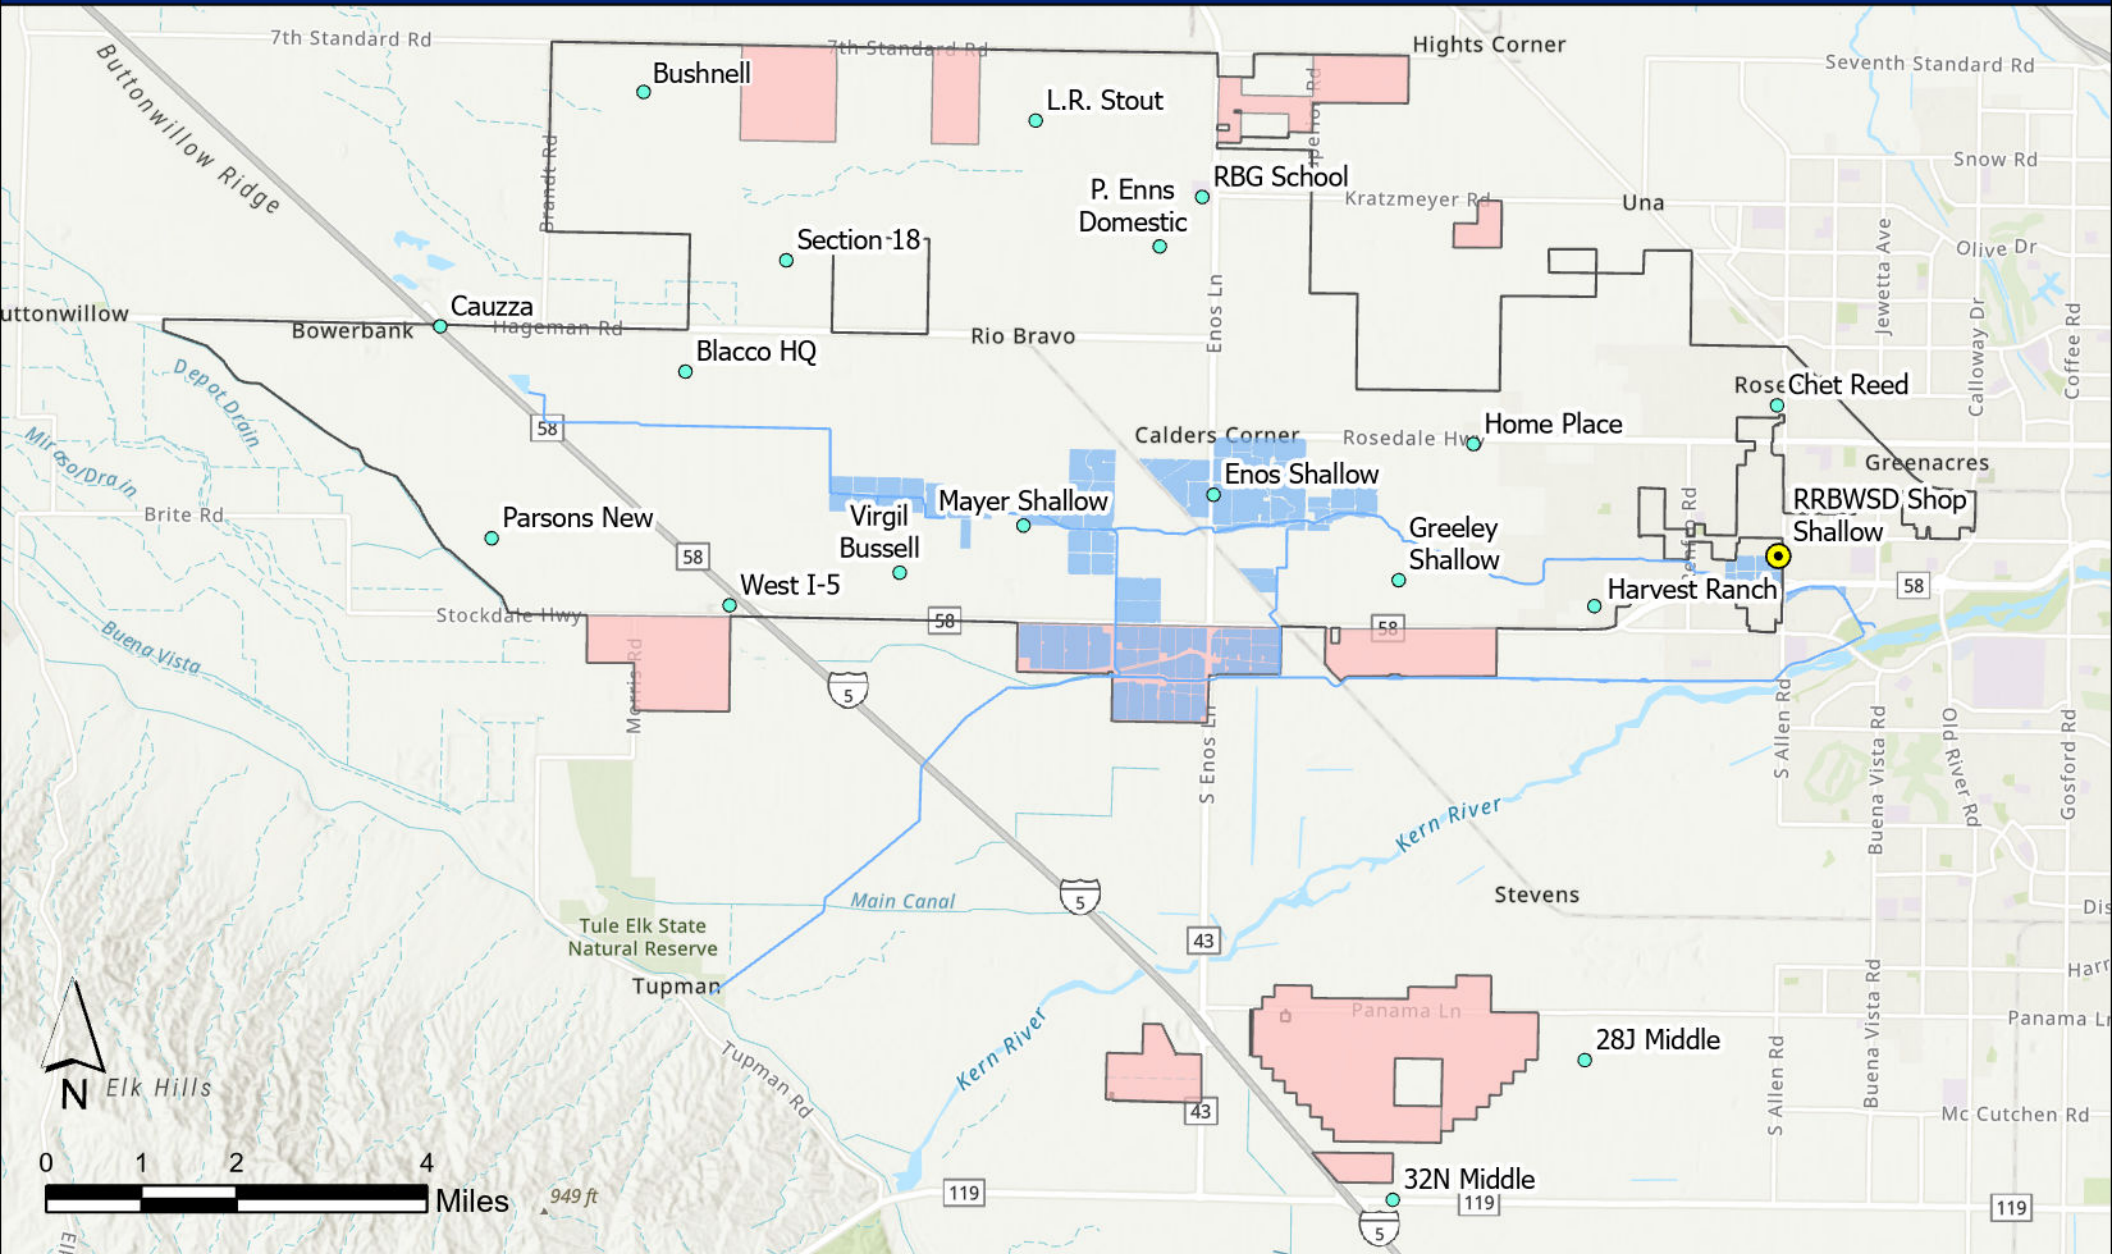 7th Standard Rd
7th Standard Rd
Hights Corner
Seventh Standard Rd
Buttonwillow Ridge
Bushnell
L.R. Stout
Brandt Rd
Snow Rd
RBG School
P. Enns
Domestic
Kratzmeyer Rd
Una
Jewetta Ave
Olive Dr
Section 18
Enos Ln
Calloway Dr
Coffee Rd
uttonwillow
Bowerbank
Cauzza
Hageman Rd
Rio Bravo
Blacco HQ
Depot Drain
Rose
Chet Reed
58
Calders Corner
Rosedale Hwy
Home Place
Greenacres
Enos Shallow
Mayer Shallow
RRBWSD Shop
Shallow
Brite Rd
Parsons New
Virgil
Bussell
Greeley
Shallow
58
West I-5
Harvest Ranch
58
Stockdale Hwy
58
58
Buena Vista
Morris Rd
5
S Enos Ln
S Allen Rd
Buena Vista Rd
Old River Rd
Gosford Rd
Kern River
Stevens
5
Main Canal
Dis
Tule Elk State
Natural Reserve
43
Tupman
Harr
Panama Ln
Panama Ln
Kern River
28J Middle
Tupman Rd
N
Elk Hills
43
S Allen Rd
Buena Vista Rd
Mc Cutchen Rd
0 1 2 4
Miles
949 ft
32N Middle
119
119
119
5